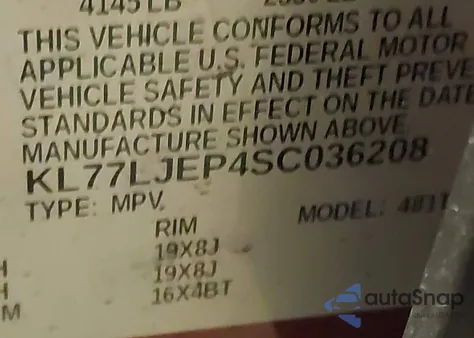 4145 LB
THIS VEHICLE CONFORMS TO ALL
APPLICABLE U.S. FEDERAL MOTOR
VEHICLE SAFETY AND THEFT PREVE
STANDARDS IN EFFECT ON THE DATE
MANUFACTURE SHOWN ABOVE
KL77LJEP4SC036208
TYPE: MPV
MODEL: 4811
RIM
19X8J
H 19X8J
H 16X4BT
M
autoSnap